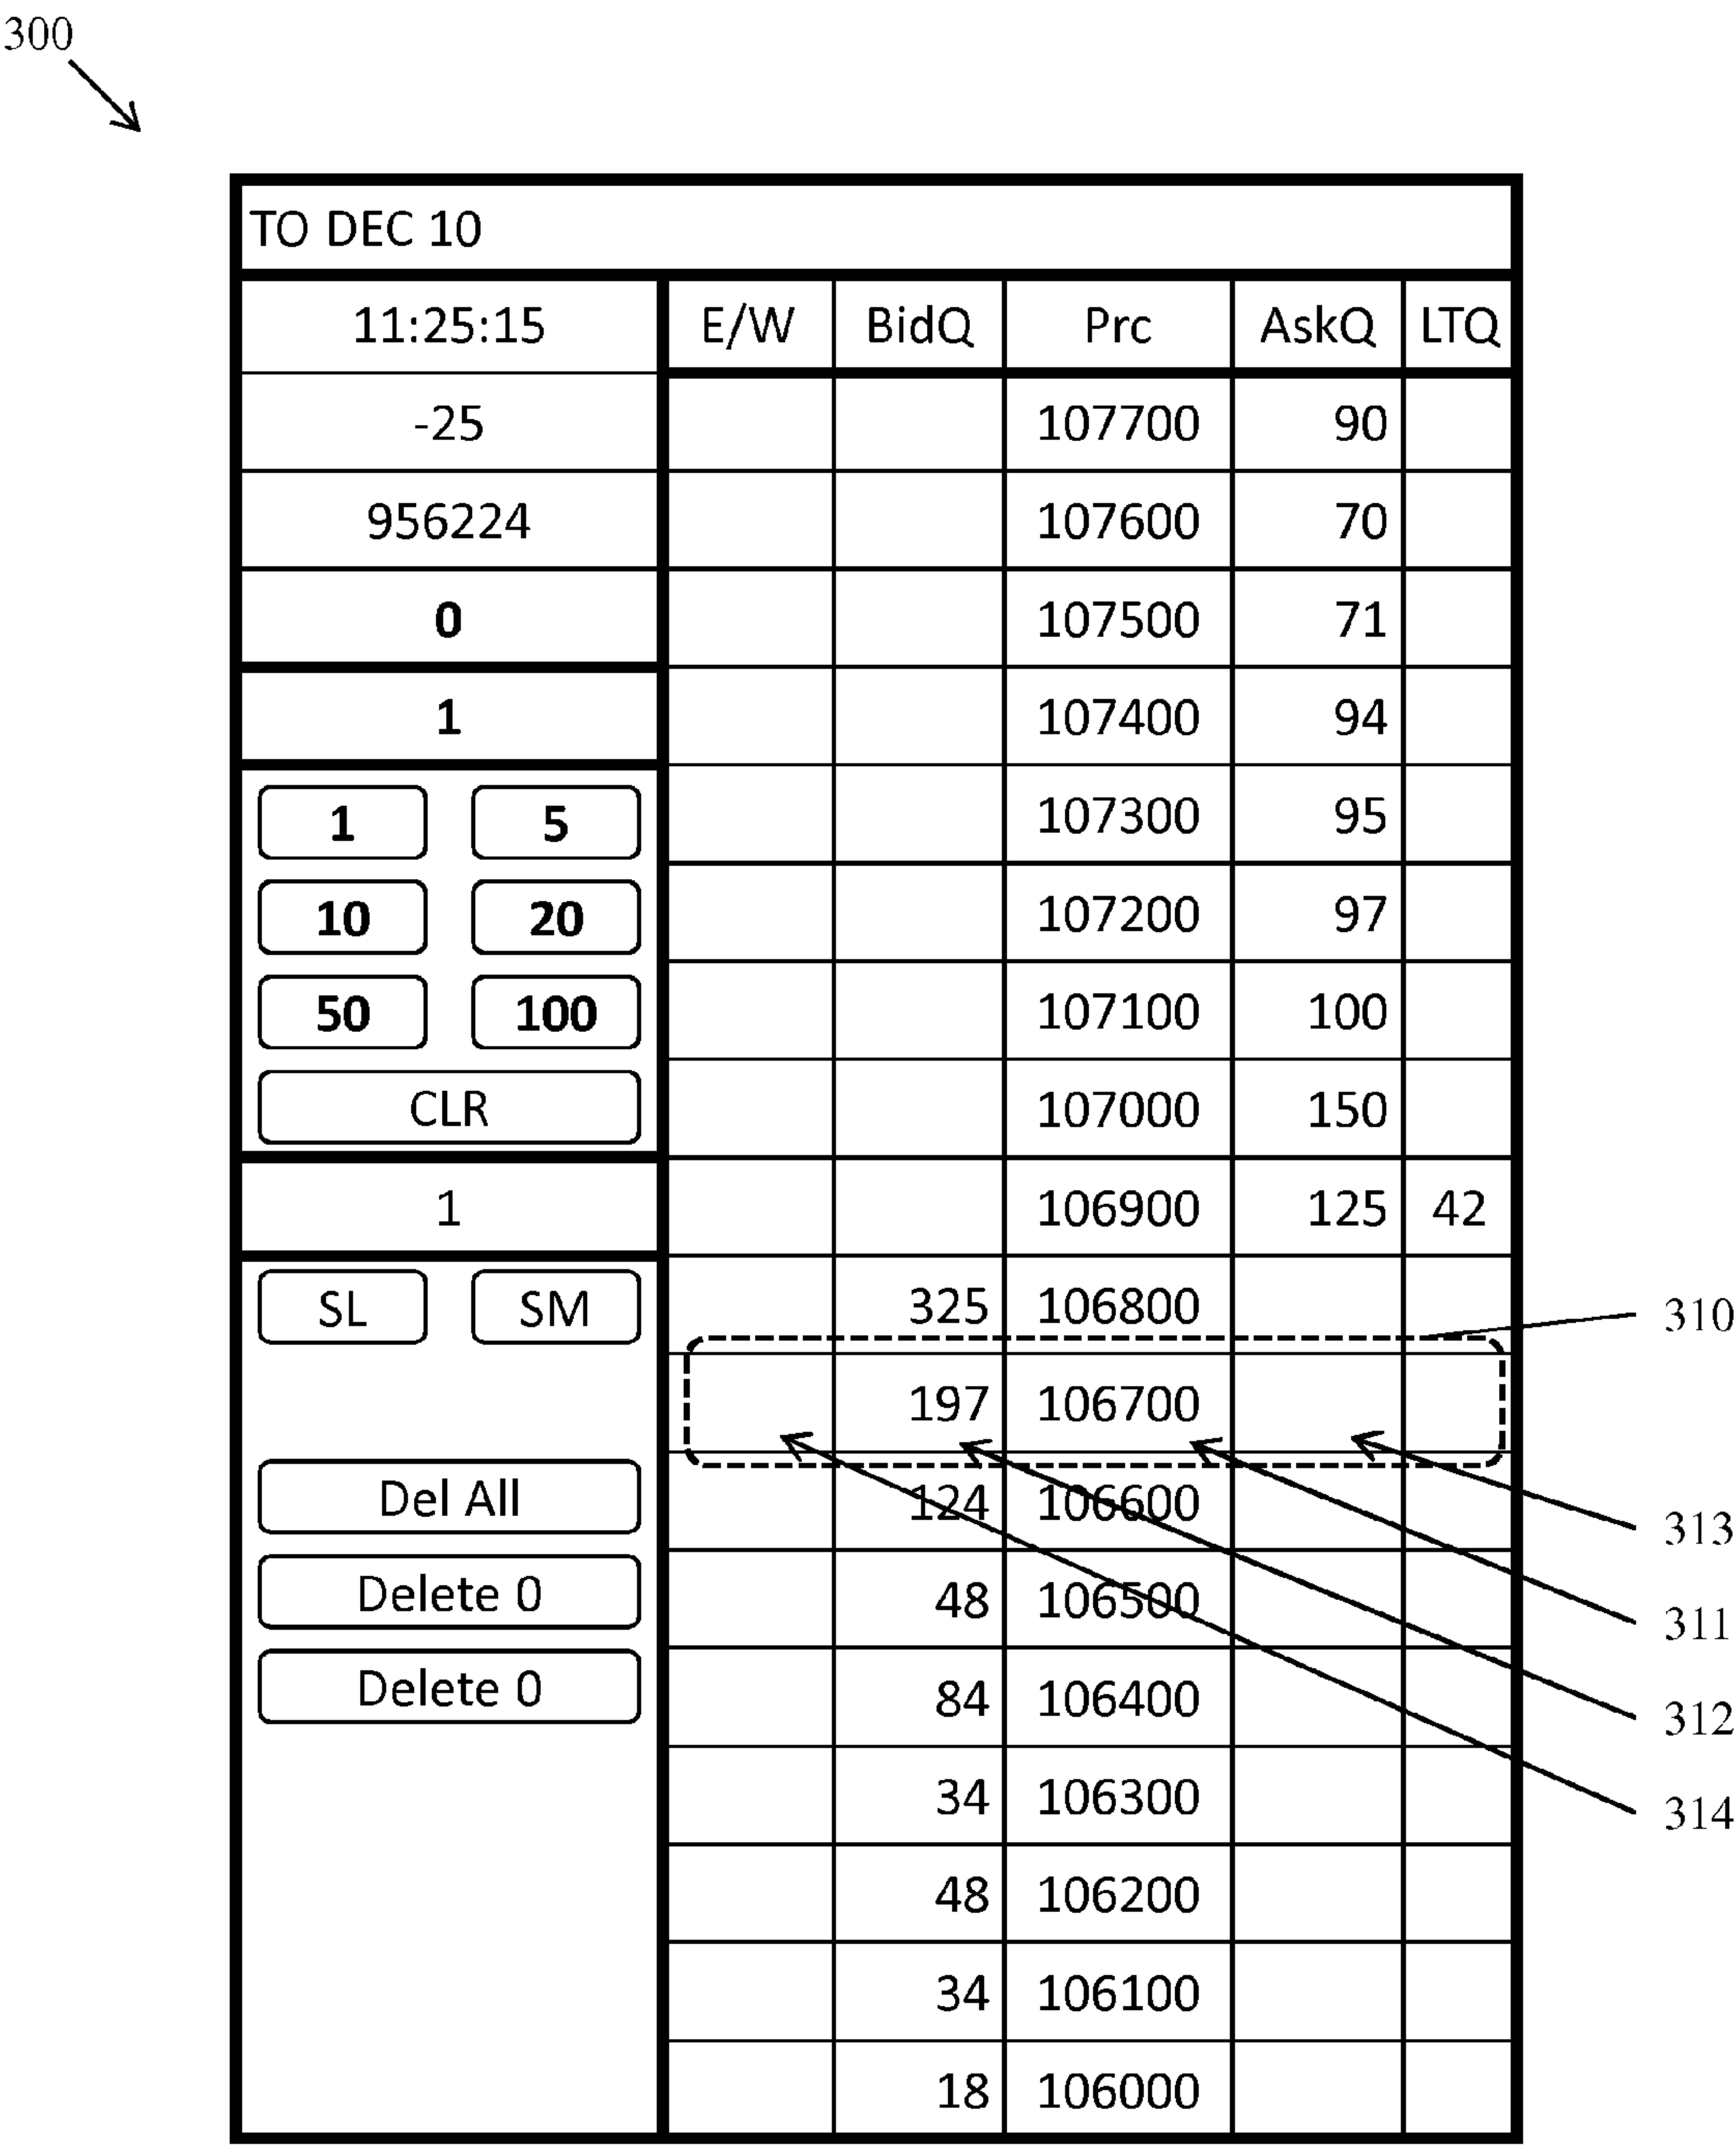 300
TO DEC 10
11:25:15 E/W BidQ Prc AskQ LTQ
-25 107700 90
956224 107600 70
0 107500 71
1 107400 94
1 5 107300 95
10 20 107200 97
50 100 107100 100
CLR 107000 150
1 106900 125 42
SL SM 325 106800
310
197 106700
Del All 124 106600
313
Delete 0 48 106500
311
Delete 0 84 106400
312
34 106300
314
48 106200
34 106100
18 106000